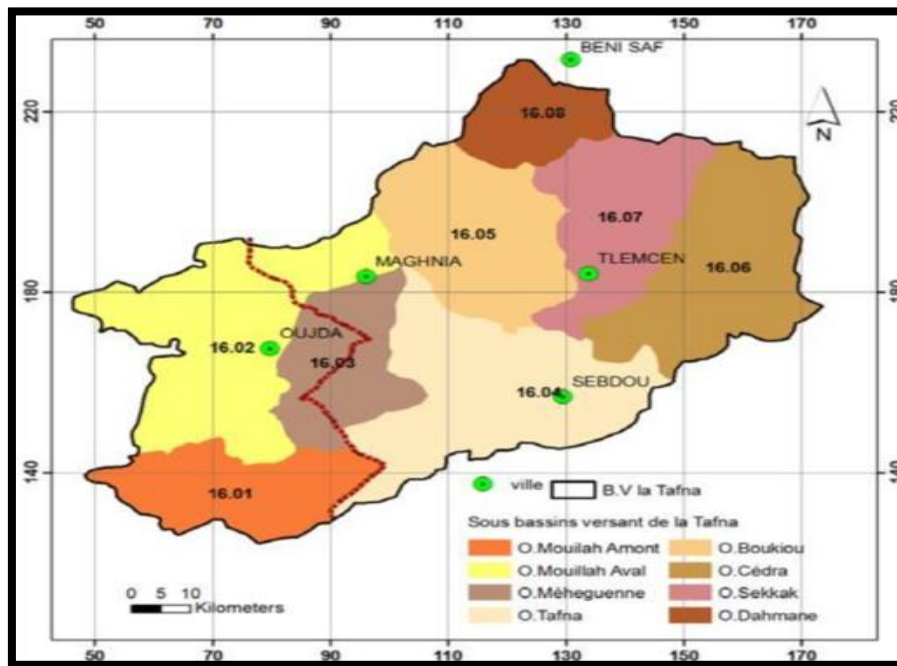 50 70 90 110 130 150 170
BENI SAF
220 220
16.08
N
16.05 16.07
MAGHNIA TLEMCEN
16.06
180 180
OUJDA
16.02 16.03
SEBDOU
16.04
140 140
16.01
ville B.V la Tafna
Sous bassins versant de la Tafna
O.Mouilah Amont O.Boukiou
O.Mouillah Aval O.Cédra
O.Méheguenne O.Sekkak
O.Tafna O.Dahmane
0 5 10
Kilometers
50 70 90 110 130 150 170